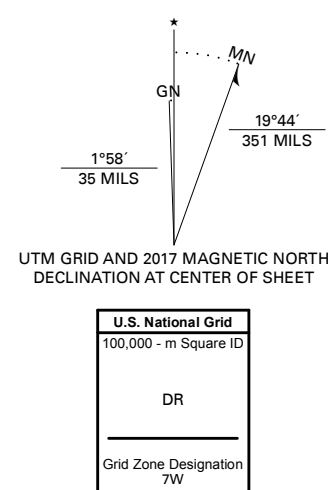 ★
MN
GN
19°44´
351 MILS
1°58´
35 MILS
UTM GRID AND 2017 MAGNETIC NORTH
DECLINATION AT CENTER OF SHEET
U.S. National Grid
100,000 - m Square ID
DR
Grid Zone Designation
7W